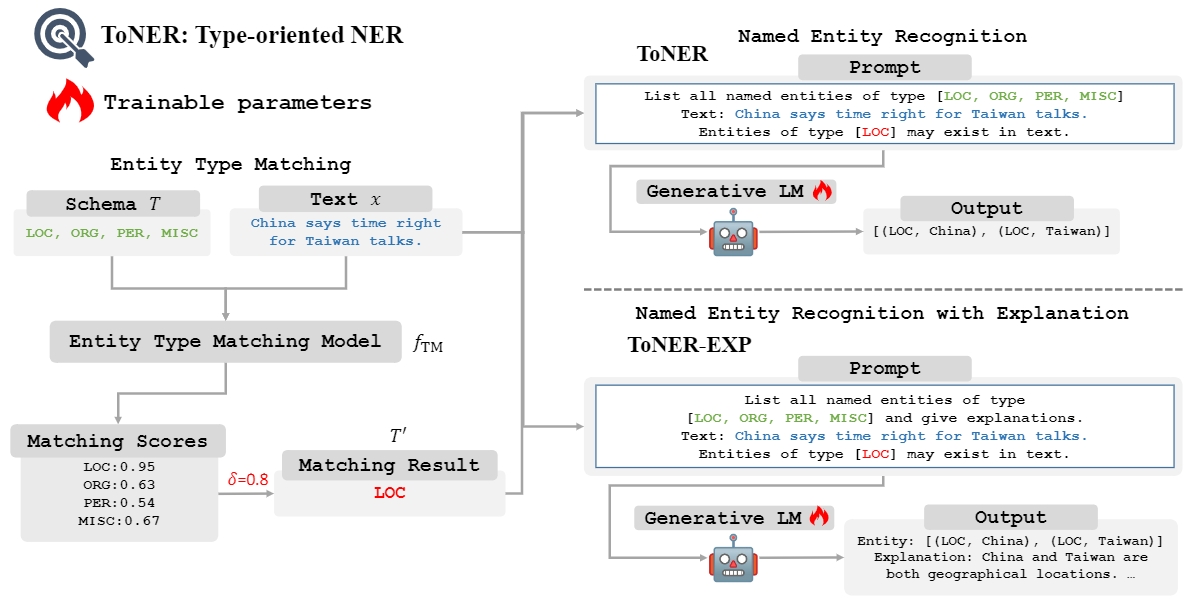 ToNER: Type-oriented NER
Trainable parameters
Entity Type Matching
Schema T
LOC, ORG, PER, MISC
Text x
China says time right
for Taiwan talks.
Entity Type Matching Model
f_TM
Matching Scores
LOC:0.95
ORG:0.63
PER:0.54
MISC:0.67
δ=0.8
T′
Matching Result
LOC
Named Entity Recognition
ToNER
Prompt
List all named entities of type [LOC, ORG, PER, MISC]
Text: China says time right for Taiwan talks.
Entities of type [LOC] may exist in text.
Generative LM
Output
[(LOC, China), (LOC, Taiwan)]
Named Entity Recognition with Explanation
ToNER-EXP
Prompt
List all named entities of type
[LOC, ORG, PER, MISC] and give explanations.
Text: China says time right for Taiwan talks.
Entities of type [LOC] may exist in text.
Generative LM
Output
Entity: [(LOC, China), (LOC, Taiwan)]
Explanation: China and Taiwan are
both geographical locations. …